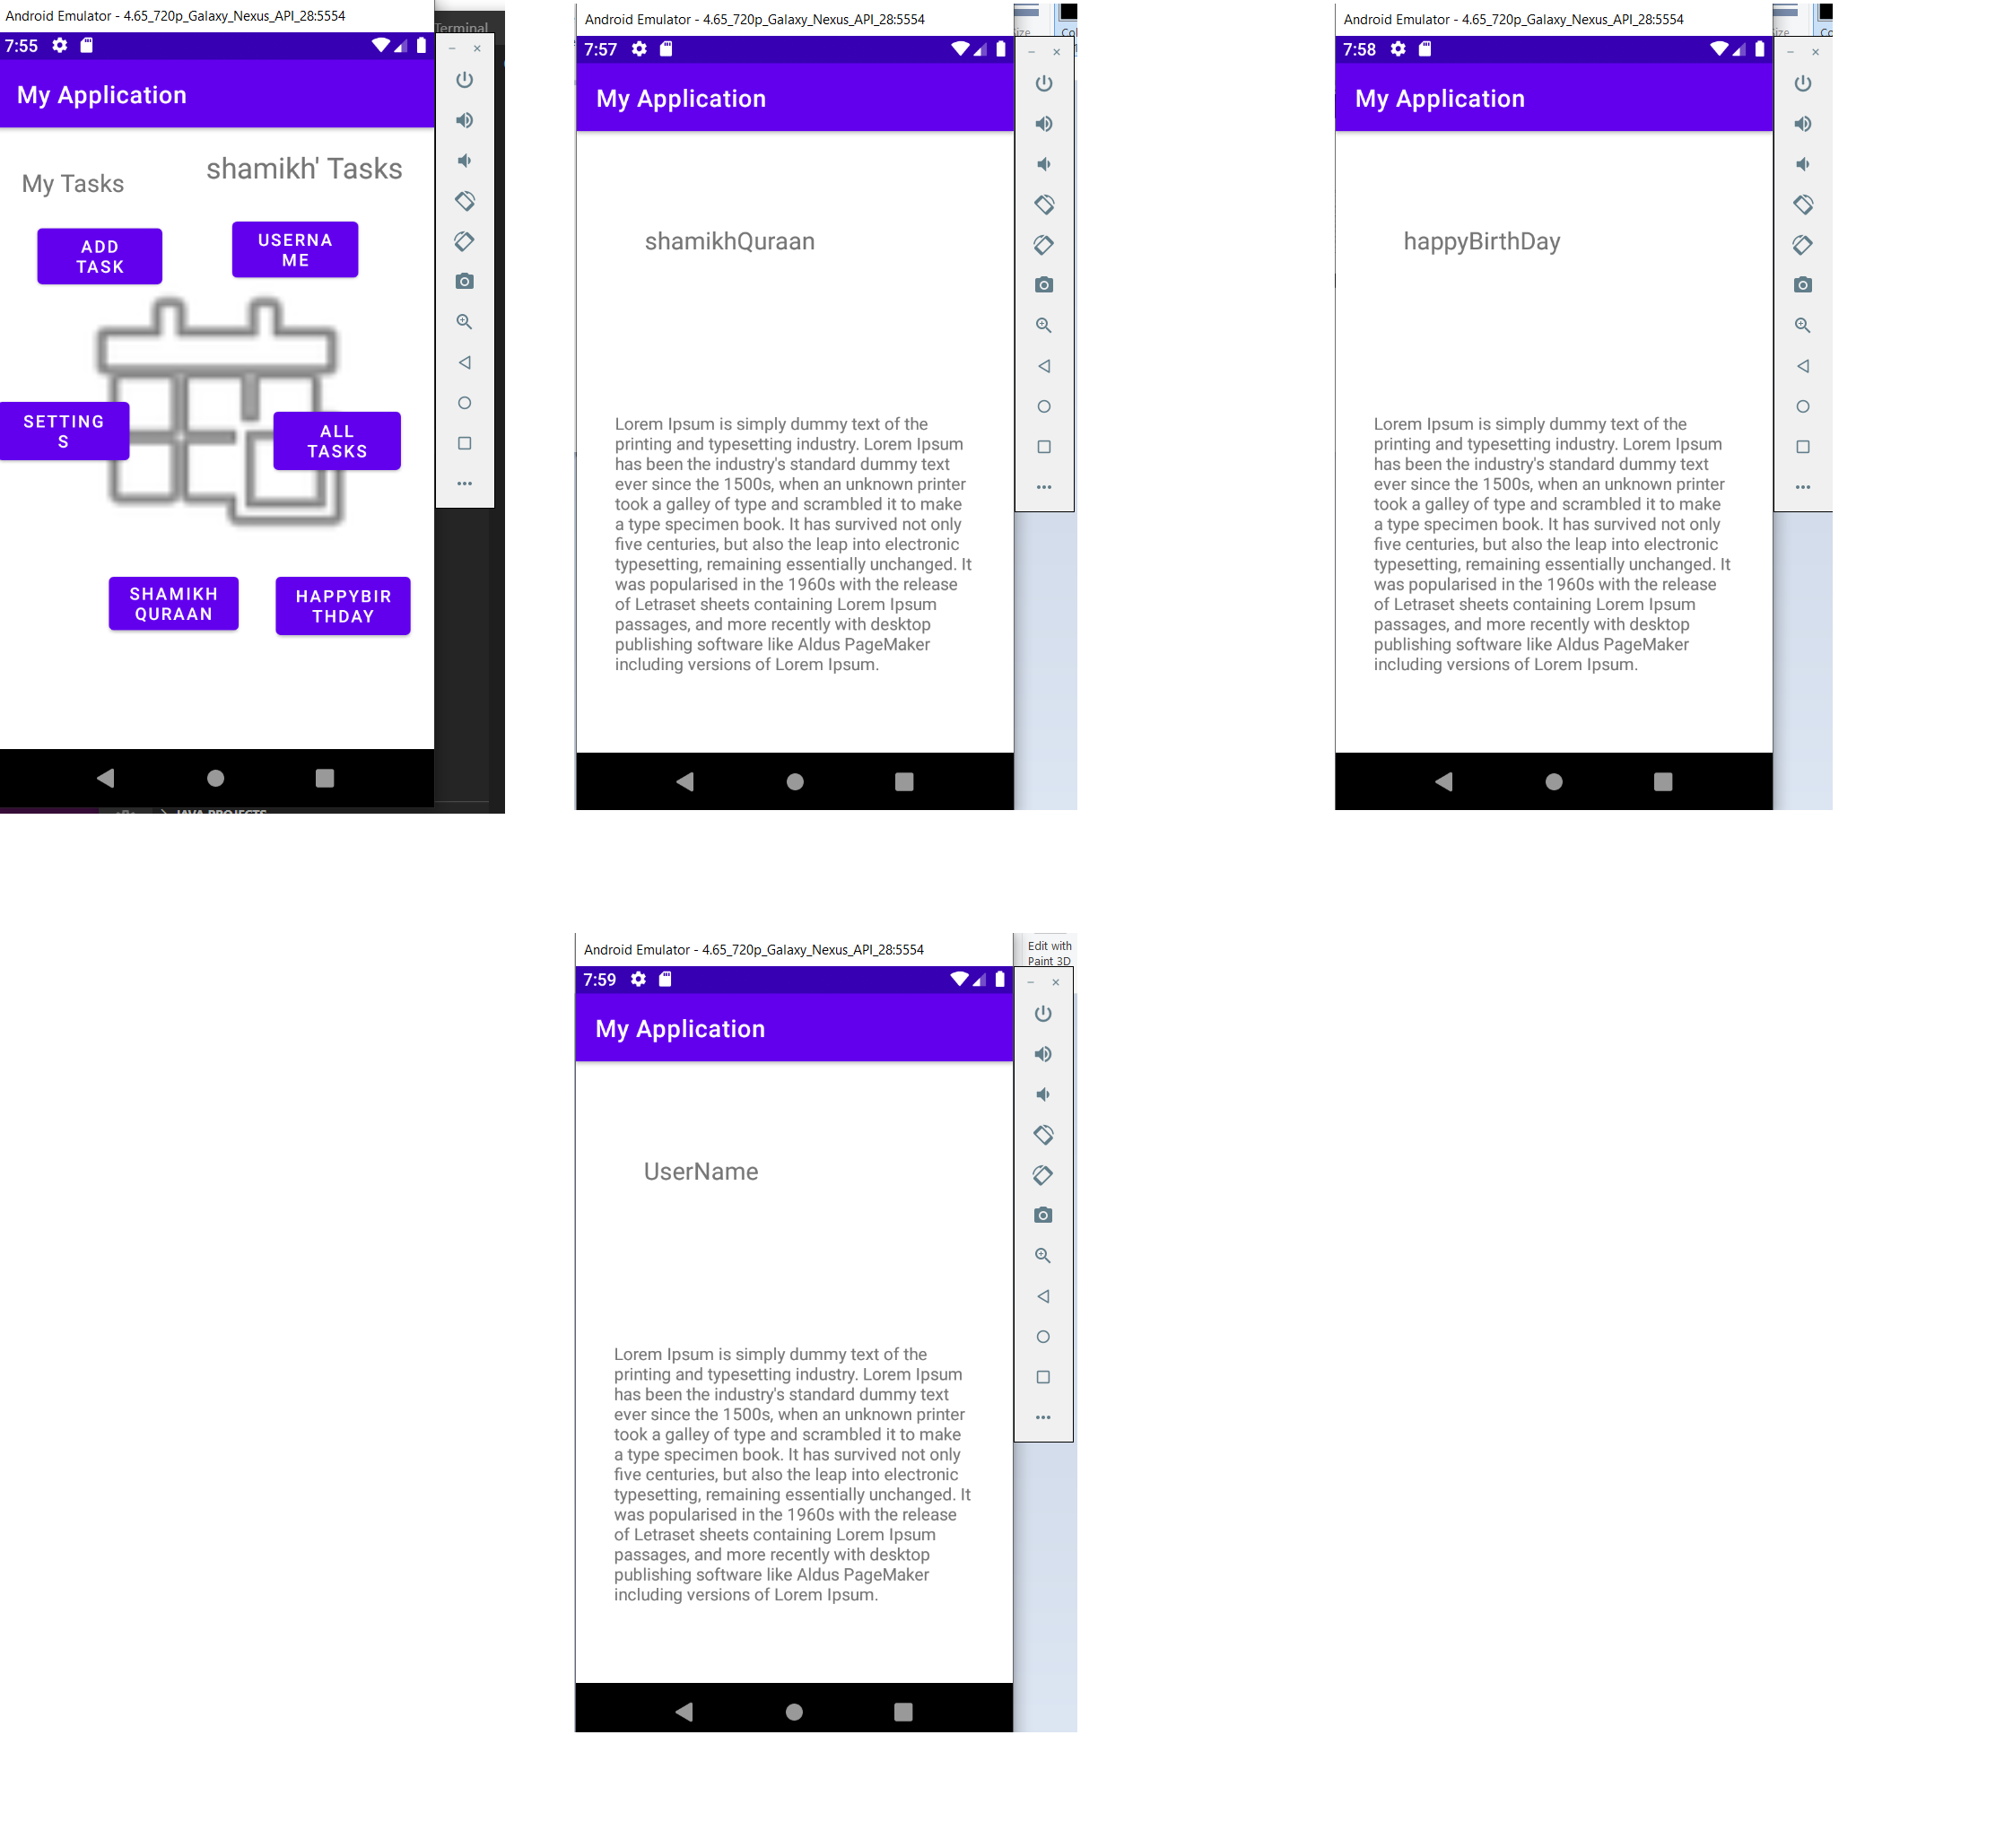 Android Emulator - 4.65_720p_Galaxy_Nexus_API_28:5554
Terminal
7:55
My Application
shamikh' Tasks
My Tasks
ADD
TASK
USERNA
ME
SETTING
S
ALL
TASKS
SHAMIKH
QURAAN
HAPPYBIR
THDAY
JAVA PROJECTS
Android Emulator - 4.65_720p_Galaxy_Nexus_API_28:5554
7:57
My Application
shamikhQuraan
Lorem Ipsum is simply dummy text of the
printing and typesetting industry. Lorem Ipsum
has been the industry's standard dummy text
ever since the 1500s, when an unknown printer
took a galley of type and scrambled it to make
a type specimen book. It has survived not only
five centuries, but also the leap into electronic
typesetting, remaining essentially unchanged. It
was popularised in the 1960s with the release
of Letraset sheets containing Lorem Ipsum
passages, and more recently with desktop
publishing software like Aldus PageMaker
including versions of Lorem Ipsum.
Android Emulator - 4.65_720p_Galaxy_Nexus_API_28:5554
7:58
My Application
happyBirthDay
Lorem Ipsum is simply dummy text of the
printing and typesetting industry. Lorem Ipsum
has been the industry's standard dummy text
ever since the 1500s, when an unknown printer
took a galley of type and scrambled it to make
a type specimen book. It has survived not only
five centuries, but also the leap into electronic
typesetting, remaining essentially unchanged. It
was popularised in the 1960s with the release
of Letraset sheets containing Lorem Ipsum
passages, and more recently with desktop
publishing software like Aldus PageMaker
including versions of Lorem Ipsum.
Android Emulator - 4.65_720p_Galaxy_Nexus_API_28:5554
Edit with
Paint 3D
7:59
My Application
UserName
Lorem Ipsum is simply dummy text of the
printing and typesetting industry. Lorem Ipsum
has been the industry's standard dummy text
ever since the 1500s, when an unknown printer
took a galley of type and scrambled it to make
a type specimen book. It has survived not only
five centuries, but also the leap into electronic
typesetting, remaining essentially unchanged. It
was popularised in the 1960s with the release
of Letraset sheets containing Lorem Ipsum
passages, and more recently with desktop
publishing software like Aldus PageMaker
including versions of Lorem Ipsum.